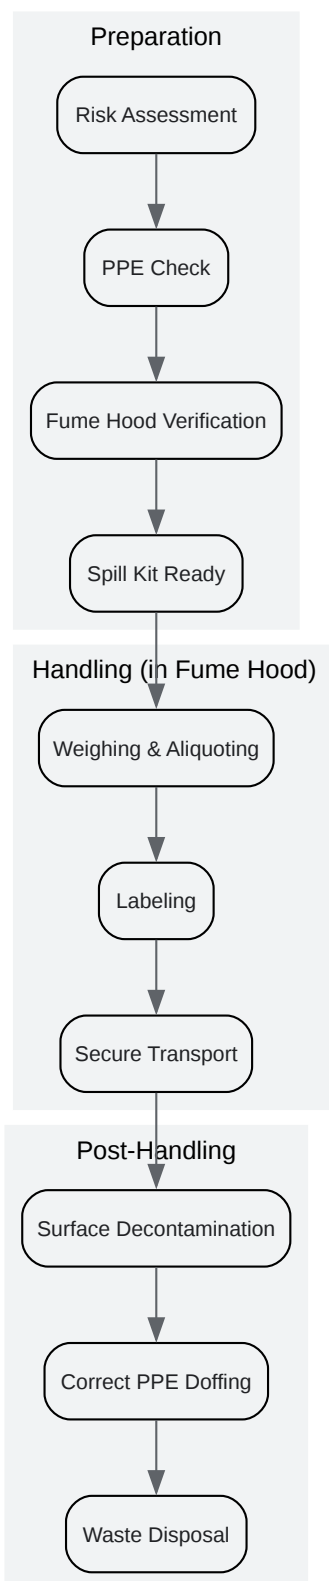 Preparation
Risk Assessment
PPE Check
Fume Hood Verification
Spill Kit Ready
Handling (in Fume Hood)
Weighing & Aliquoting
Labeling
Secure Transport
Post-Handling
Surface Decontamination
Correct PPE Doffing
Waste Disposal